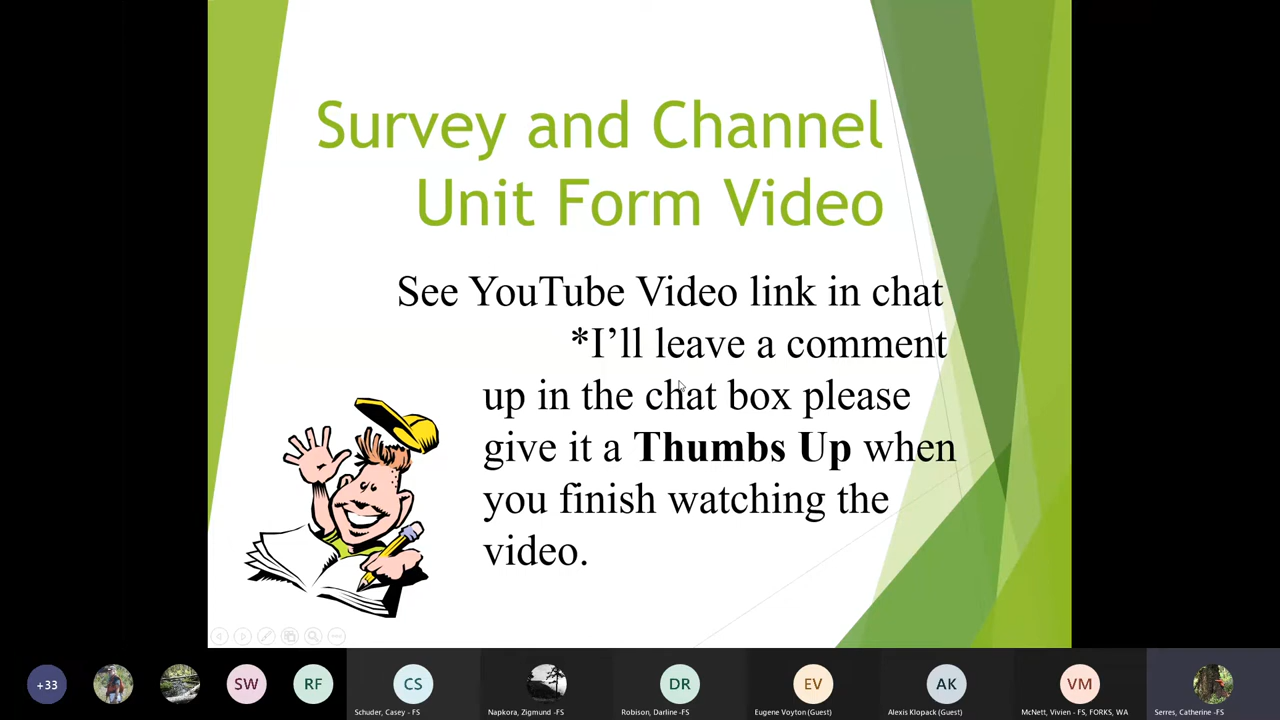 Survey and Channel
Unit Form Video
See YouTube Video link in chat
*I’ll leave a comment
up in the chat box please
give it a Thumbs Up when
you finish watching the
video.
+33
SW
RF
CS
DR
EV
AK
VM
Schuder, Casey - FS
Napkora, Zigmund -FS
Robison, Darline -FS
Eugene Voyton (Guest)
Alexis Klopack (Guest)
McNett, Vivien - FS, FORKS, WA
Serres, Catherine -FS